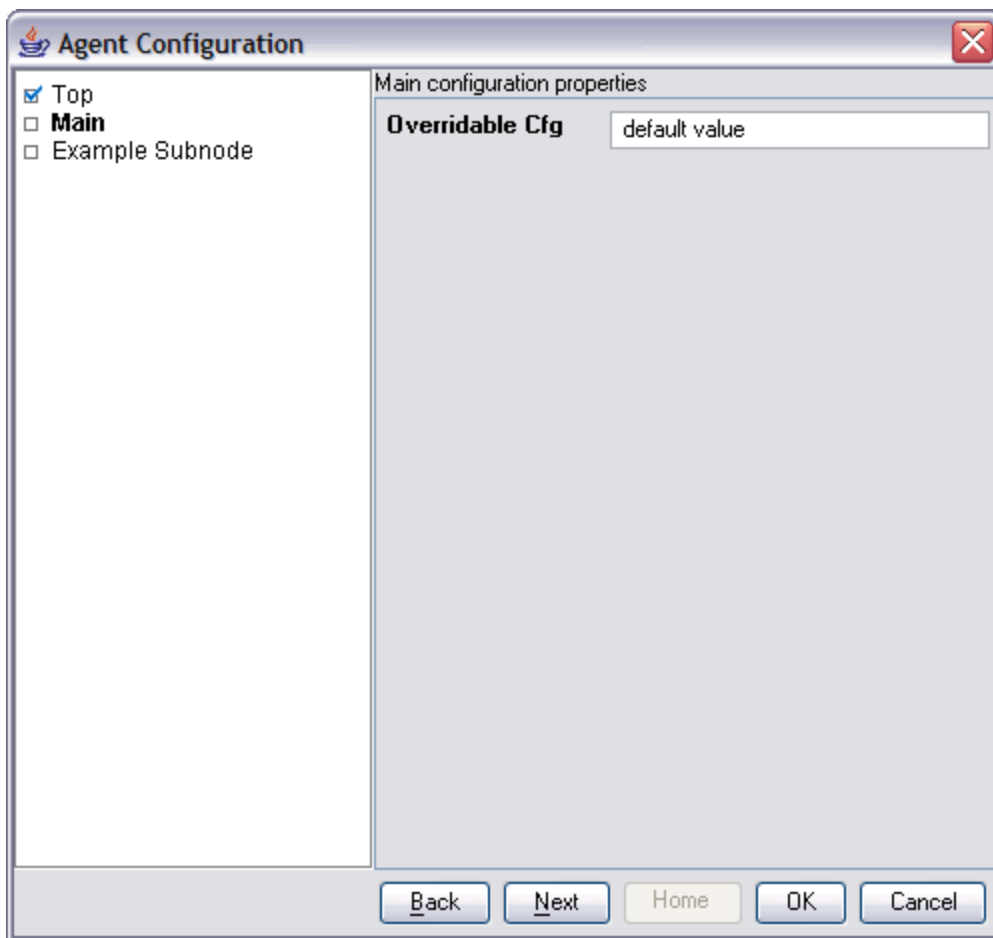 Agent Configuration
Top
Main
Example Subnode
Main configuration properties
Overridable Cfg default value
Back Next Home OK Cancel